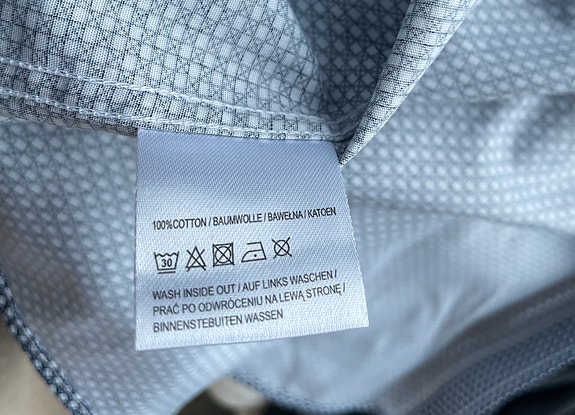 100%COTTON / BAUMWOLLE / BAWEŁNA / KATOEN
30
WASH INSIDE OUT / AUF LINKS WASCHEN /
PRAĆ PO ODWRÓCENIU NA LEWĄ STRONĘ /
BINNENSTEBUITEN WASSEN